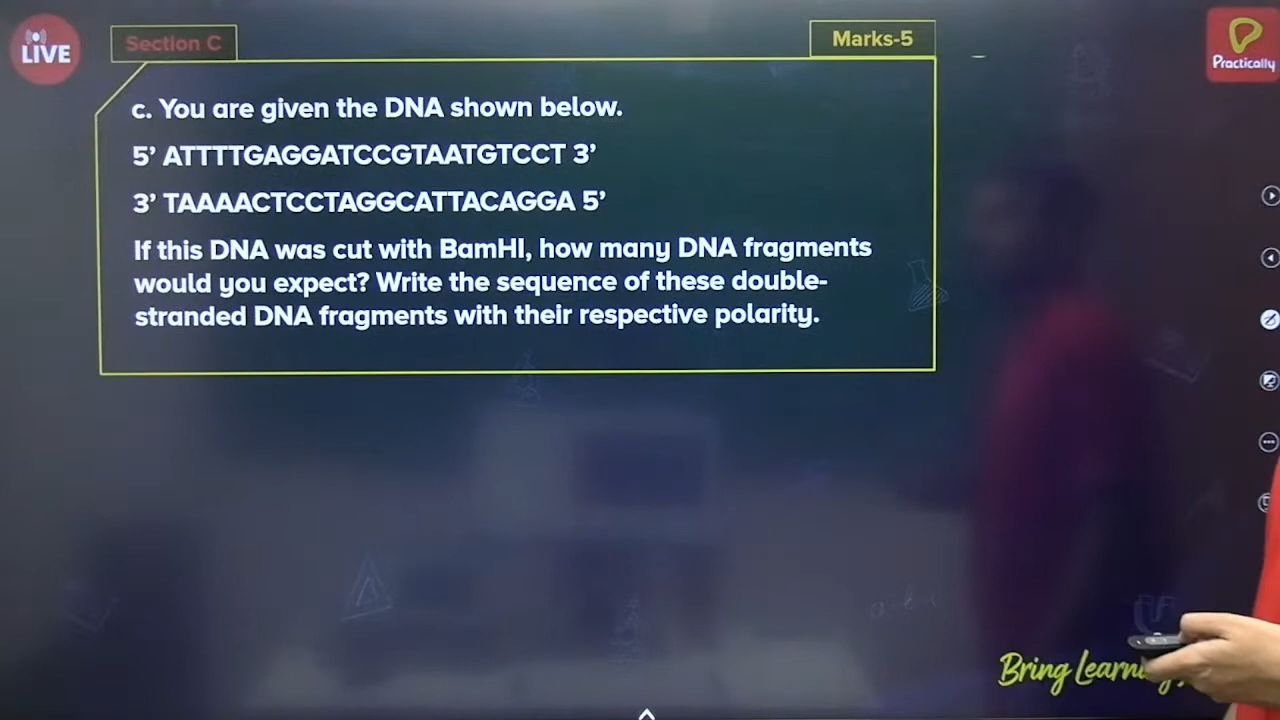 LIVE
Section C
Marks-5
Practically
c. You are given the DNA shown below.
5’ ATTTTGAGGATCCGTAATGTCCT 3’
3’ TAAAACTCCTAGGCATTACAGGA 5’
If this DNA was cut with BamHI, how many DNA fragments
would you expect? Write the sequence of these double-
stranded DNA fragments with their respective polarity.
Bring